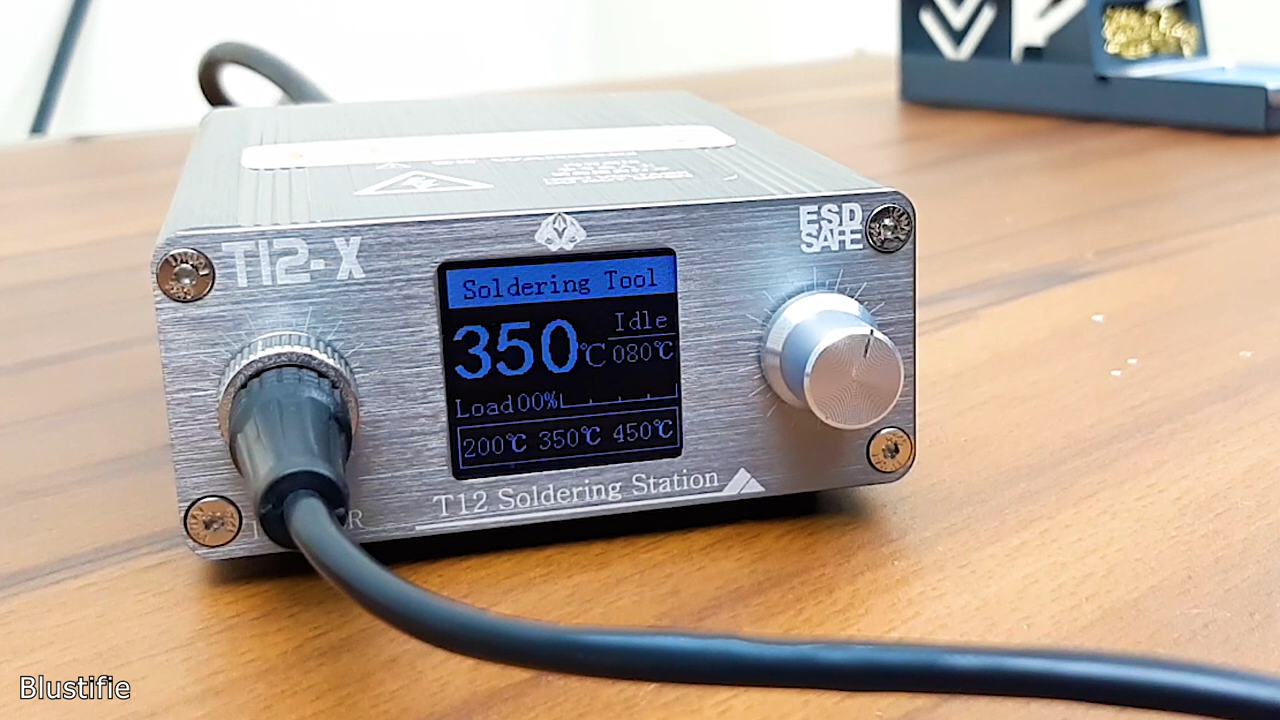 T12-X
ESD
SAFE
Soldering Tool
350℃
Idle
080℃
Load00%
200℃ 350℃ 450℃
T12 Soldering Station
Blustifie